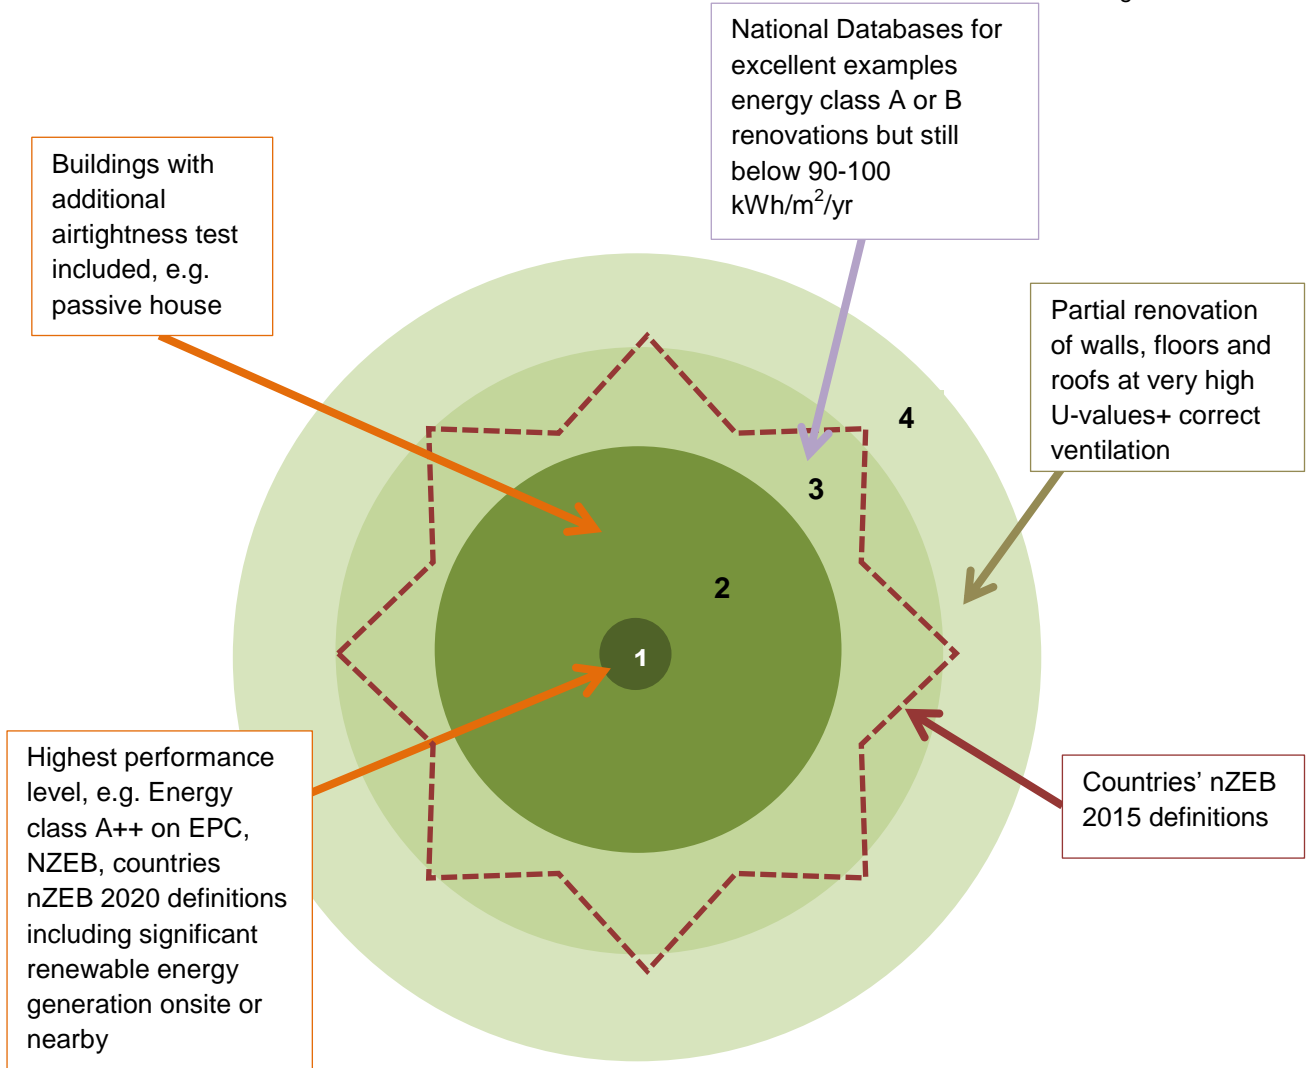 National Databases for
excellent examples
energy class A or B
renovations but still
below 90-100
kWh/m²/yr
Buildings with
additional
airtightness test
included, e.g.
passive house
Partial renovation
of walls, floors and
roofs at very high
U-values+ correct
ventilation
4
3
2
1
Highest performance
level, e.g. Energy
class A++ on EPC,
NZEB, countries
nZEB 2020 definitions
including significant
renewable energy
generation onsite or
nearby
Countries’ nZEB
2015 definitions